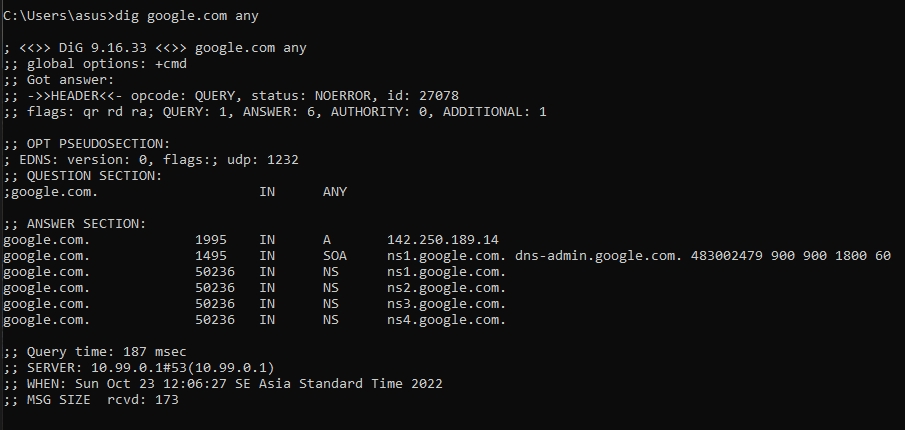 C:\Users\asus>dig google.com any
; <<>> DiG 9.16.33 <<>> google.com any
;; global options: +cmd
;; Got answer:
;; ->>HEADER<<- opcode: QUERY, status: NOERROR, id: 27078
;; flags: qr rd ra; QUERY: 1, ANSWER: 6, AUTHORITY: 0, ADDITIONAL: 1
;; OPT PSEUDOSECTION:
; EDNS: version: 0, flags:; udp: 1232
;; QUESTION SECTION:
;google.com. IN ANY
;; ANSWER SECTION:
google.com. 1995 IN A 142.250.189.14
google.com. 1495 IN SOA ns1.google.com. dns-admin.google.com. 483002479 900 900 1800 60
google.com. 50236 IN NS ns1.google.com.
google.com. 50236 IN NS ns2.google.com.
google.com. 50236 IN NS ns3.google.com.
google.com. 50236 IN NS ns4.google.com.
;; Query time: 187 msec
;; SERVER: 10.99.0.1#53(10.99.0.1)
;; WHEN: Sun Oct 23 12:06:27 SE Asia Standard Time 2022
;; MSG SIZE rcvd: 173